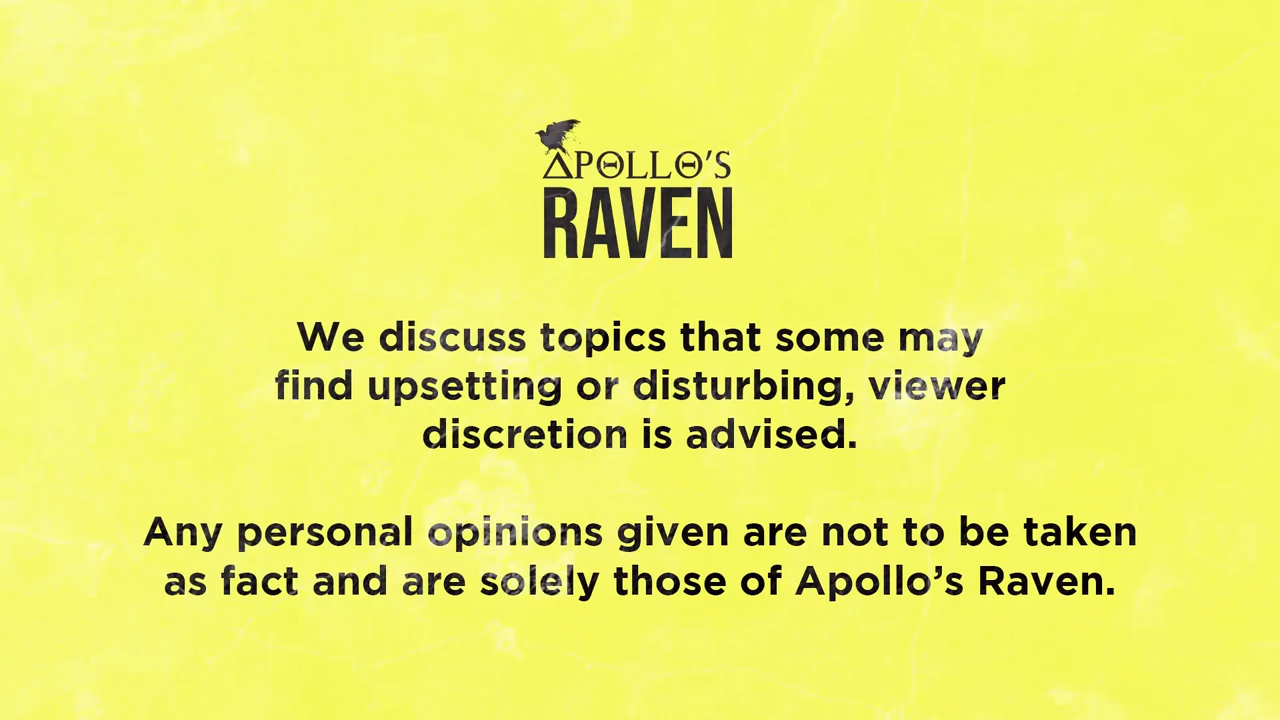 APOLLO'S
RAVEN
We discuss topics that some may
find upsetting or disturbing, viewer
discretion is advised.
Any personal opinions given are not to be taken
as fact and are solely those of Apollo’s Raven.